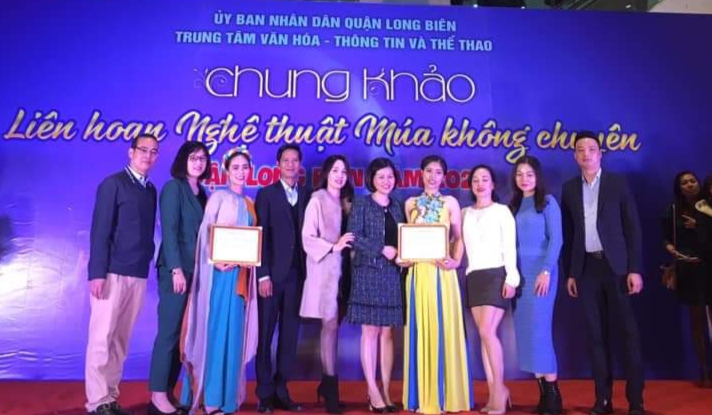 ỦY BAN NHÂN DÂN QUẬN LONG BIÊN
TRUNG TÂM VĂN HÓA - THÔNG TIN VÀ THỂ THAO
chung khảo
Liên hoan Nghệ thuật Múa không chuyên
LONG